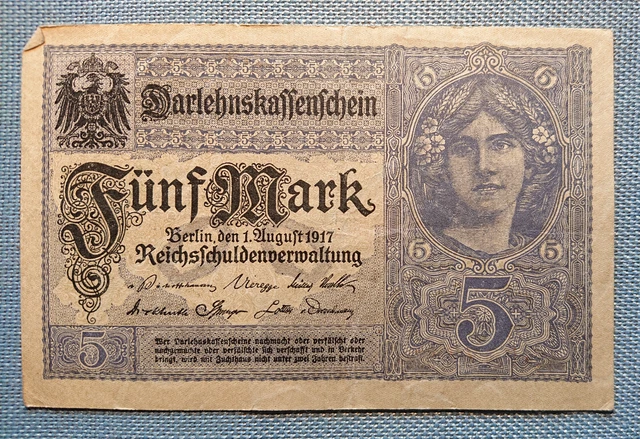 Darlehnskassenschein
5 5
Fünf Mark
Berlin, den 1. August 1917
Reichsschuldenverwaltung
5 5
5
5
Wer Darlehnskassenscheine nachmacht oder verfälscht oder
nachgemachte oder verfälschte sich verschafft und in Verkehr
bringt, wird mit Zuchthaus nicht unter zwei Jahren bestraft.